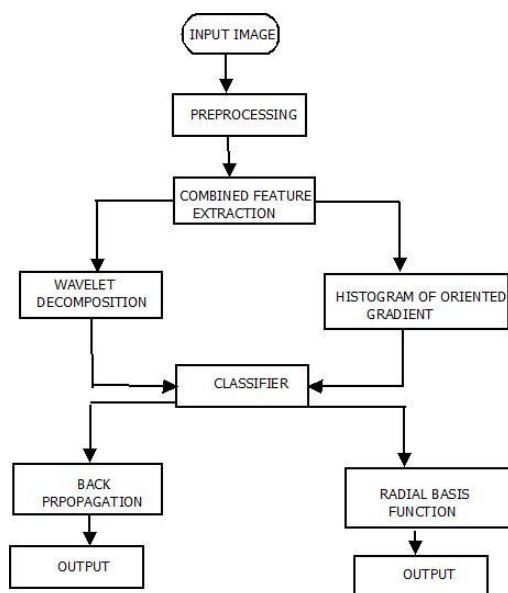 INPUT IMAGE
PREPROCESSING
COMBINED FEATURE
EXTRACTION
WAVELET
DECOMPOSITION
HISTOGRAM OF ORIENTED
GRADIENT
CLASSIFIER
BACK
PRPOPAGATION
RADIAL BASIS
FUNCTION
OUTPUT
OUTPUT